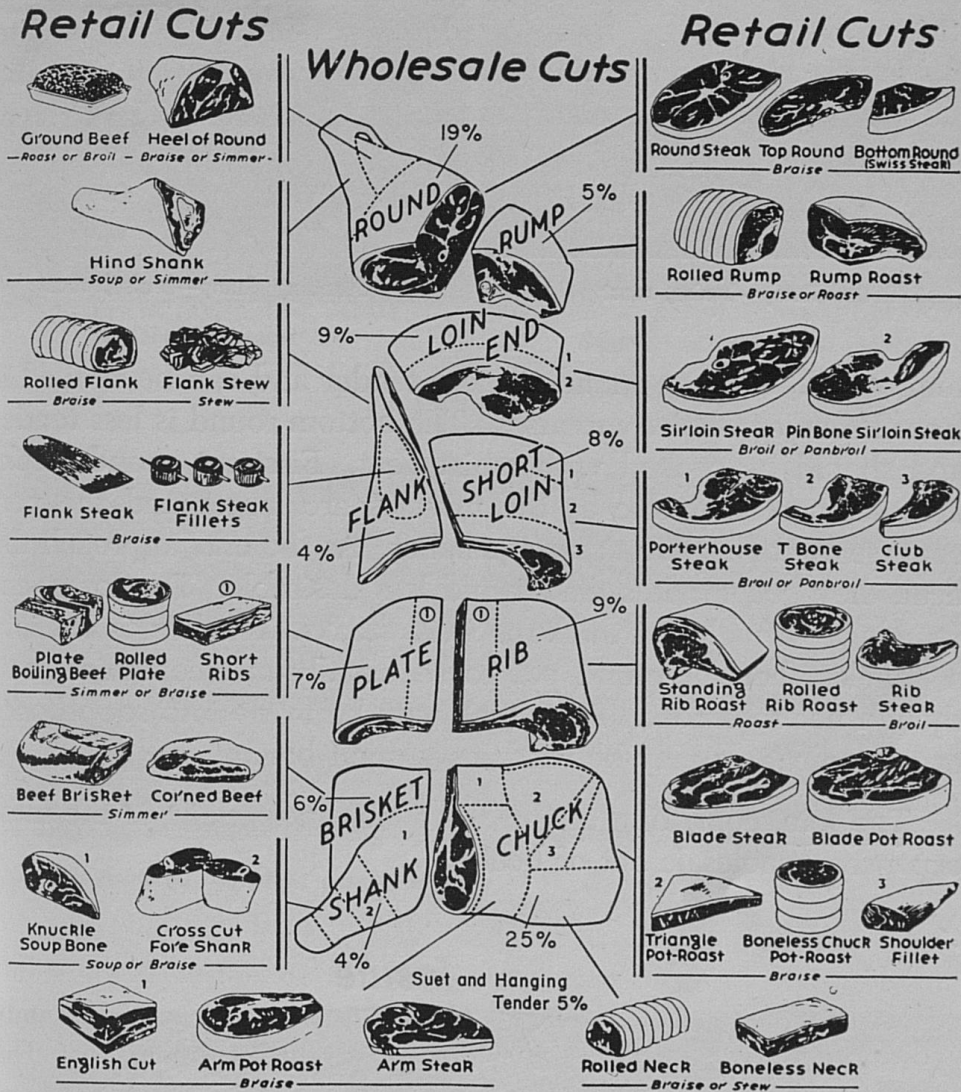 Retail Cuts
Wholesale Cuts
Retail Cuts
Ground Beef
Heel of Round
Roast or Broil - Braise or Simmer
Hind Shank
Soup or Simmer
Rolled Flank
Braise
Flank Stew
Stew
Flank Steak
Flank Steak
Fillets
Braise
1
Plate
Boiling Beef
Rolled
Plate
Short
Ribs
Simmer or Braise
Beef Brisket
Corned Beef
Simmer
1
2
Knuckle
Soup Bone
Cross Cut
Fore Shank
Soup or Braise
19%
ROUND
5%
RUMP
9%
LOIN
END
1
2
8%
SHORT
LOIN
1
2
3
FLANK
4%
1
PLATE
7%
1
RIB
9%
6%
BRISKET
1
SHANK
2
4%
1
2
CHUCK
3
25%
Suet and Hanging
Tender 5%
Round Steak
Top Round
Bottom Round
(Swiss Steak)
Braise
Rolled Rump
Rump Roast
Braise or Roast
1
2
Sirloin Steak
Pin Bone Sirloin Steak
Broil or Panbroil
1
2
3
Porterhouse
Steak
T Bone
Steak
Club
Steak
Broil or Panbroil
Standing
Rib Roast
Rolled
Rib Roast
Rib
Steak
Roast
Broil
Blade Steak
Blade Pot Roast
2
3
Triangle
Pot-Roast
Boneless Chuck
Pot-Roast
Shoulder
Fillet
Braise
1
English Cut
Arm Pot Roast
Arm Steak
Braise
Rolled Neck
Boneless Neck
Braise or Stew